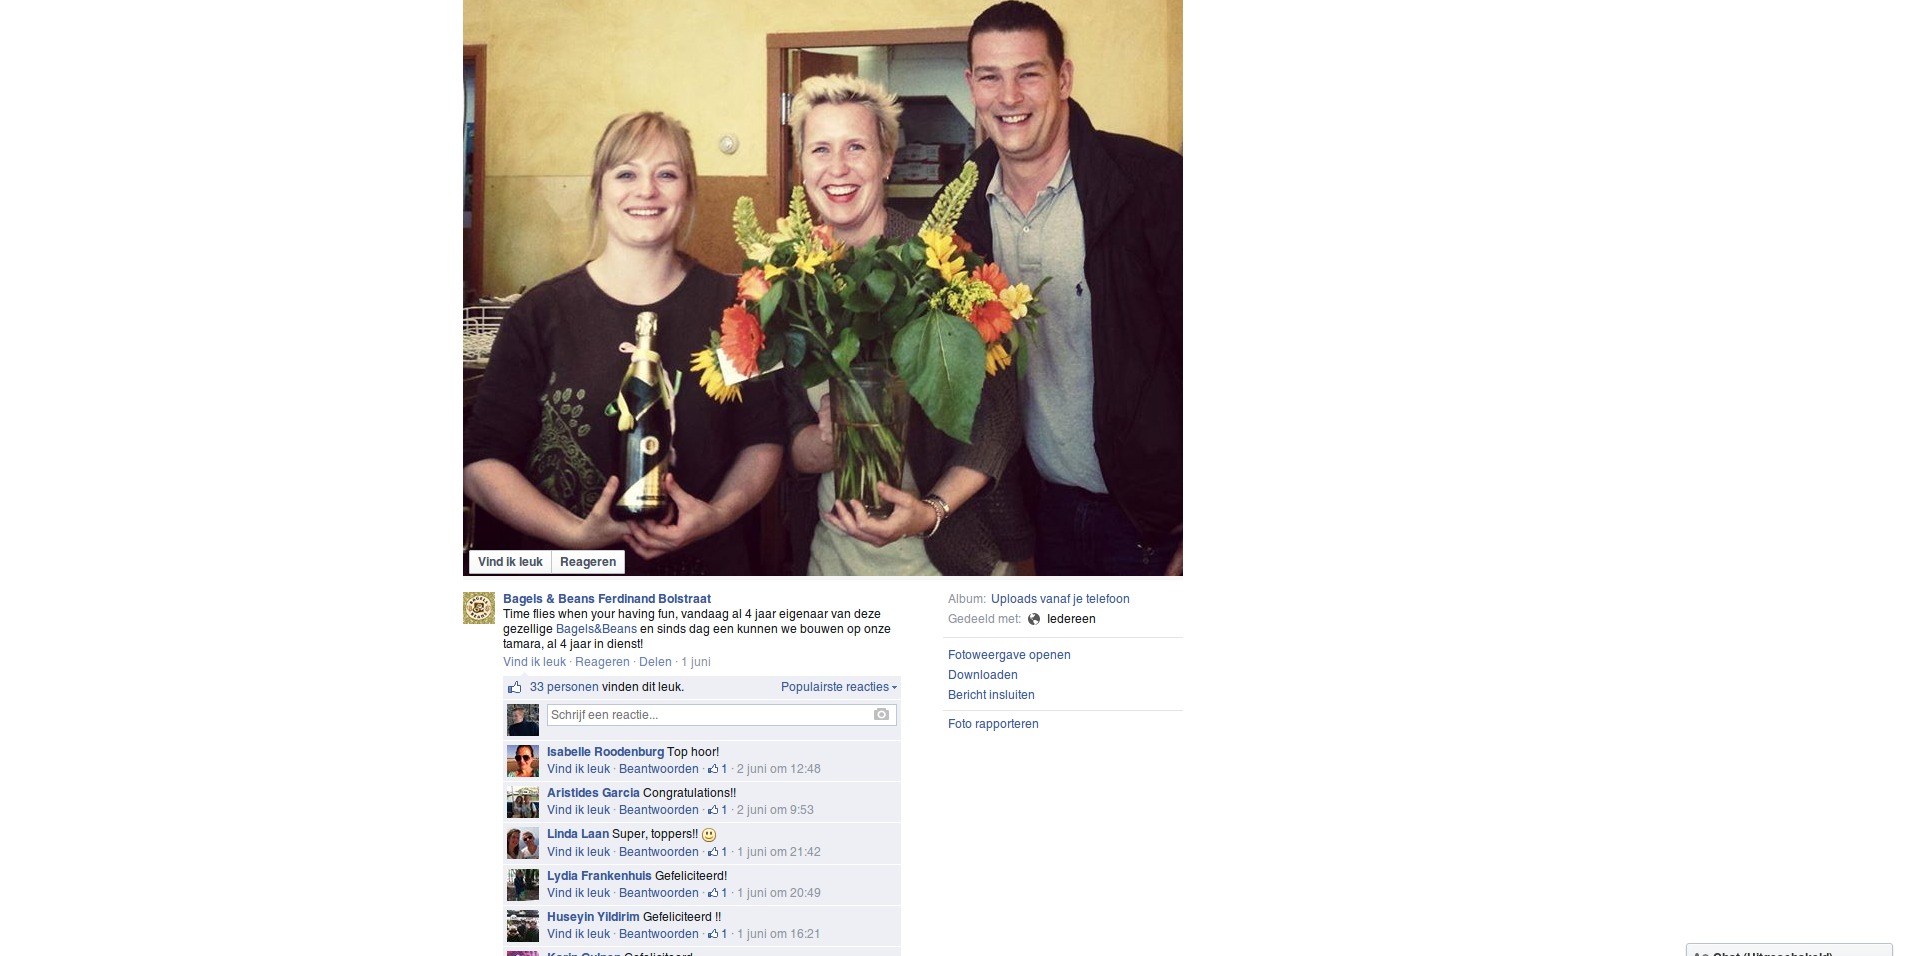 Vind ik leuk
Reageren
Bagels & Beans Ferdinand Bolstraat
Time flies when your having fun, vandaag al 4 jaar eigenaar van deze
gezellige Bagels&Beans en sinds dag een kunnen we bouwen op onze
tamara, al 4 jaar in dienst!
Vind ik leuk · Reageren · Delen · 1 juni
33 personen vinden dit leuk.
Populairste reacties
Schrijf een reactie...
Isabelle Roodenburg Top hoor!
Vind ik leuk · Beantwoorden · 1 · 2 juni om 12:48
Aristides Garcia Congratulations!!
Vind ik leuk · Beantwoorden · 1 · 2 juni om 9:53
Linda Laan Super, toppers!!
Vind ik leuk · Beantwoorden · 1 · 1 juni om 21:42
Lydia Frankenhuis Gefeliciteerd!
Vind ik leuk · Beantwoorden · 1 · 1 juni om 20:49
Huseyin Yildirim Gefeliciteerd !!
Vind ik leuk · Beantwoorden · 1 · 1 juni om 16:21
Album: Uploads vanaf je telefoon
Gedeeld met: Iedereen
Fotoweergave openen
Downloaden
Bericht insluiten
Foto rapporteren